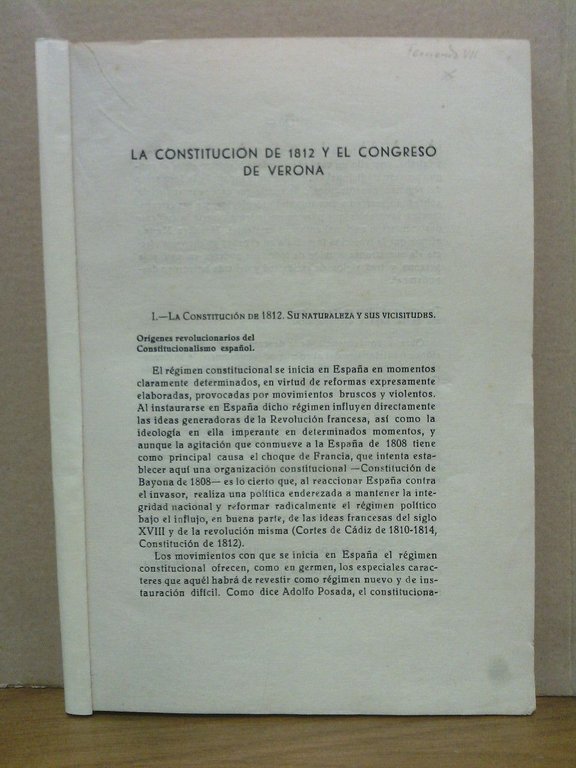 Fernando VII
LA CONSTITUCION DE 1812 Y EL CONGRESO
DE VERONA
I.—LA CONSTITUCIÓN DE 1812. SU NATURALEZA Y SUS VICISITUDES.
Orígenes revolucionarios del
Constitucionalismo español.
El régimen constitucional se inicia en España en momentos
claramente determinados, en virtud de reformas expresamente
elaboradas, provocadas por movimientos bruscos y violentos.
Al instaurarse en España dicho régimen influyen directamente
las ideas generadoras de la Revolución francesa, así como la
ideología en ella imperante en determinados momentos, y
aunque la agitación que conmueve a la España de 1808 tiene
como principal causa el choque de Francia, que intenta esta-
blecer aquí una organización constitucional —Constitución de
Bayona de 1808— es lo cierto que, al reaccionar España contra
el invasor, realiza una política enderezada a mantener la inte-
gridad nacional y reformar radicalmente el régimen político
bajo el influjo, en buena parte, de las ideas francesas del siglo
XVIII y de la revolución misma (Cortes de Cádiz de 1810-1814,
Constitución de 1812).
Los movimientos con que se inicia en España el régimen
constitucional ofrecen, como en germen, los especiales carac-
teres que aquél habrá de revestir como régimen nuevo y de ins-
tauración difícil. Como dice Adolfo Posada, el constituciona-